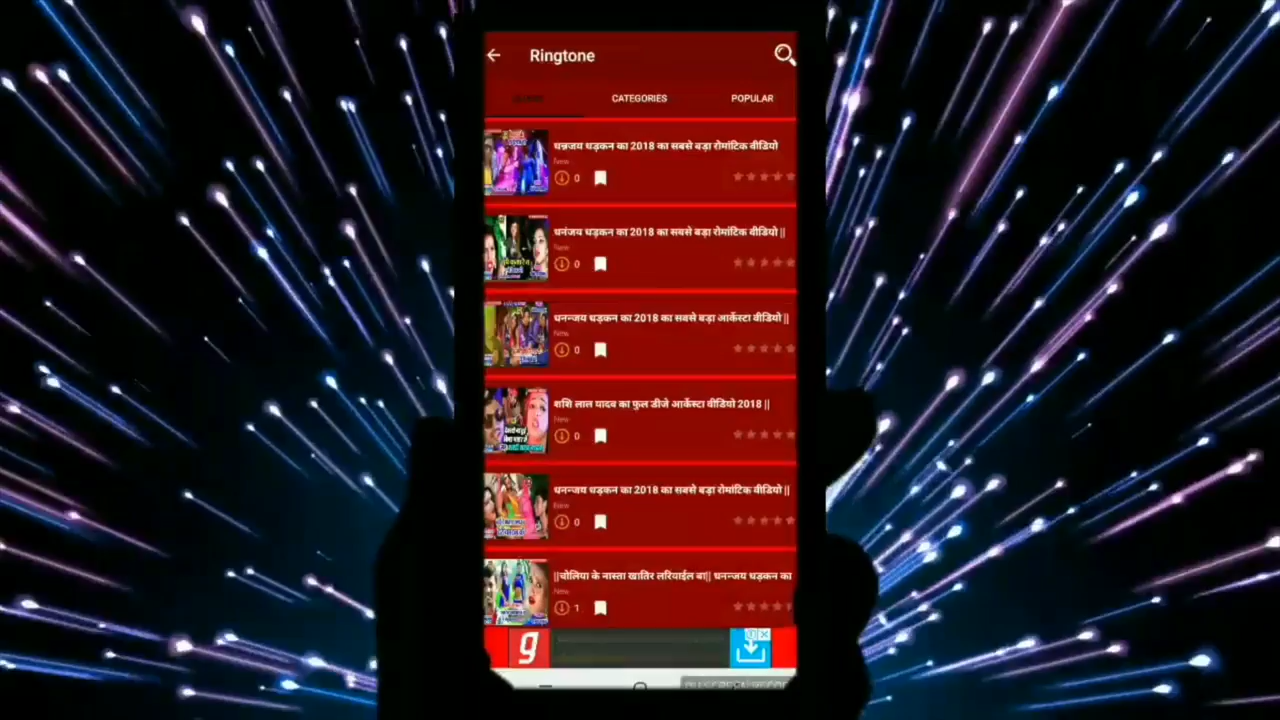 Ringtone
CATEGORIES
POPULAR
धन्नजय धड़कन का 2018 का सबसे बड़ा रोमांटिक वीडियो
New
0
धनंजय धड़कन का 2018 का सबसे बड़ा रोमांटिक वीडियो ||
New
0
धनन्जय धड़कन का 2018 का सबसे बड़ा आर्केस्टा वीडियो ||
New
0
शशि लाल यादव का फुल डीजे आर्केस्टा वीडियो 2018 ||
New
0
धनन्जय धड़कन का 2018 का सबसे बड़ा रोमांटिक वीडियो ||
New
0
||चोलिया के नास्ता खातिर लरियाईल बा|| धनन्जय धड़कन का
New
1
g